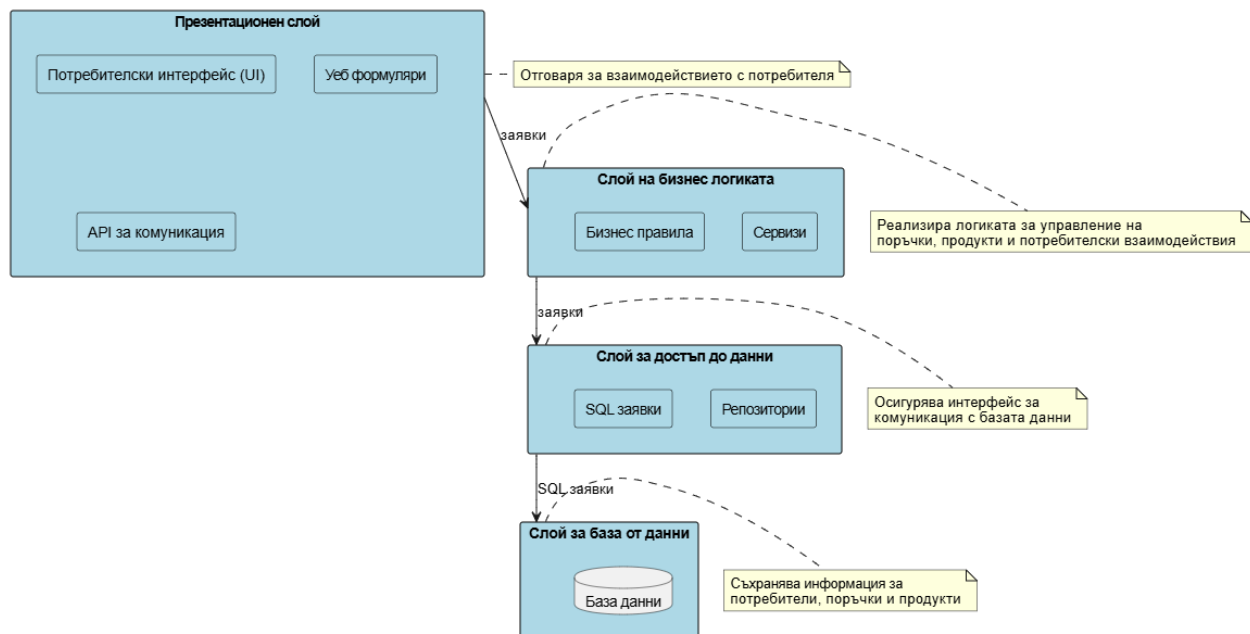 Презентационен слой
Потребителски интерфейс (UI)
Уеб формуляри
Отговаря за взаимодействието с потребителя
API за комуникация
заявки
Слой на бизнес логиката
Бизнес правила
Сервизи
Реализира логиката за управление на
поръчки, продукти и потребителски взаимодействия
заявки
Слой за достъп до данни
SQL заявки
Репозитории
Осигурява интерфейс за
комуникация с базата данни
SQL заявки
Слой за база от данни
База данни
Съхранява информация за
потребители, поръчки и продукти